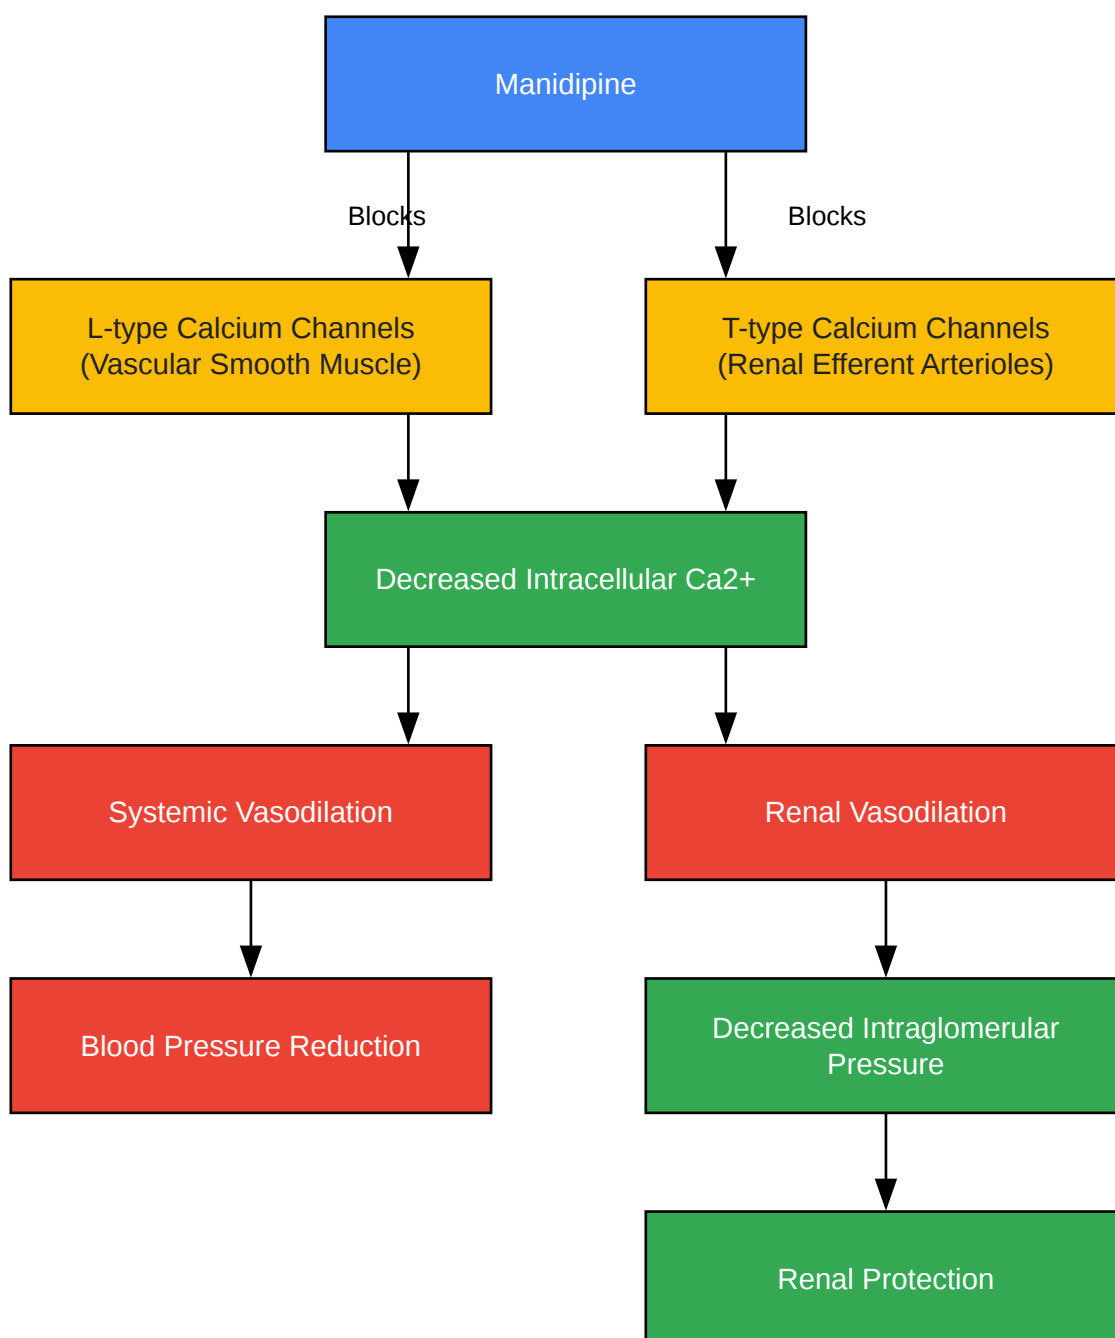 Manidipine
Blocks
Blocks
L-type Calcium Channels
(Vascular Smooth Muscle)
T-type Calcium Channels
(Renal Efferent Arterioles)
Decreased Intracellular Ca2+
Systemic Vasodilation
Renal Vasodilation
Blood Pressure Reduction
Decreased Intraglomerular
Pressure
Renal Protection